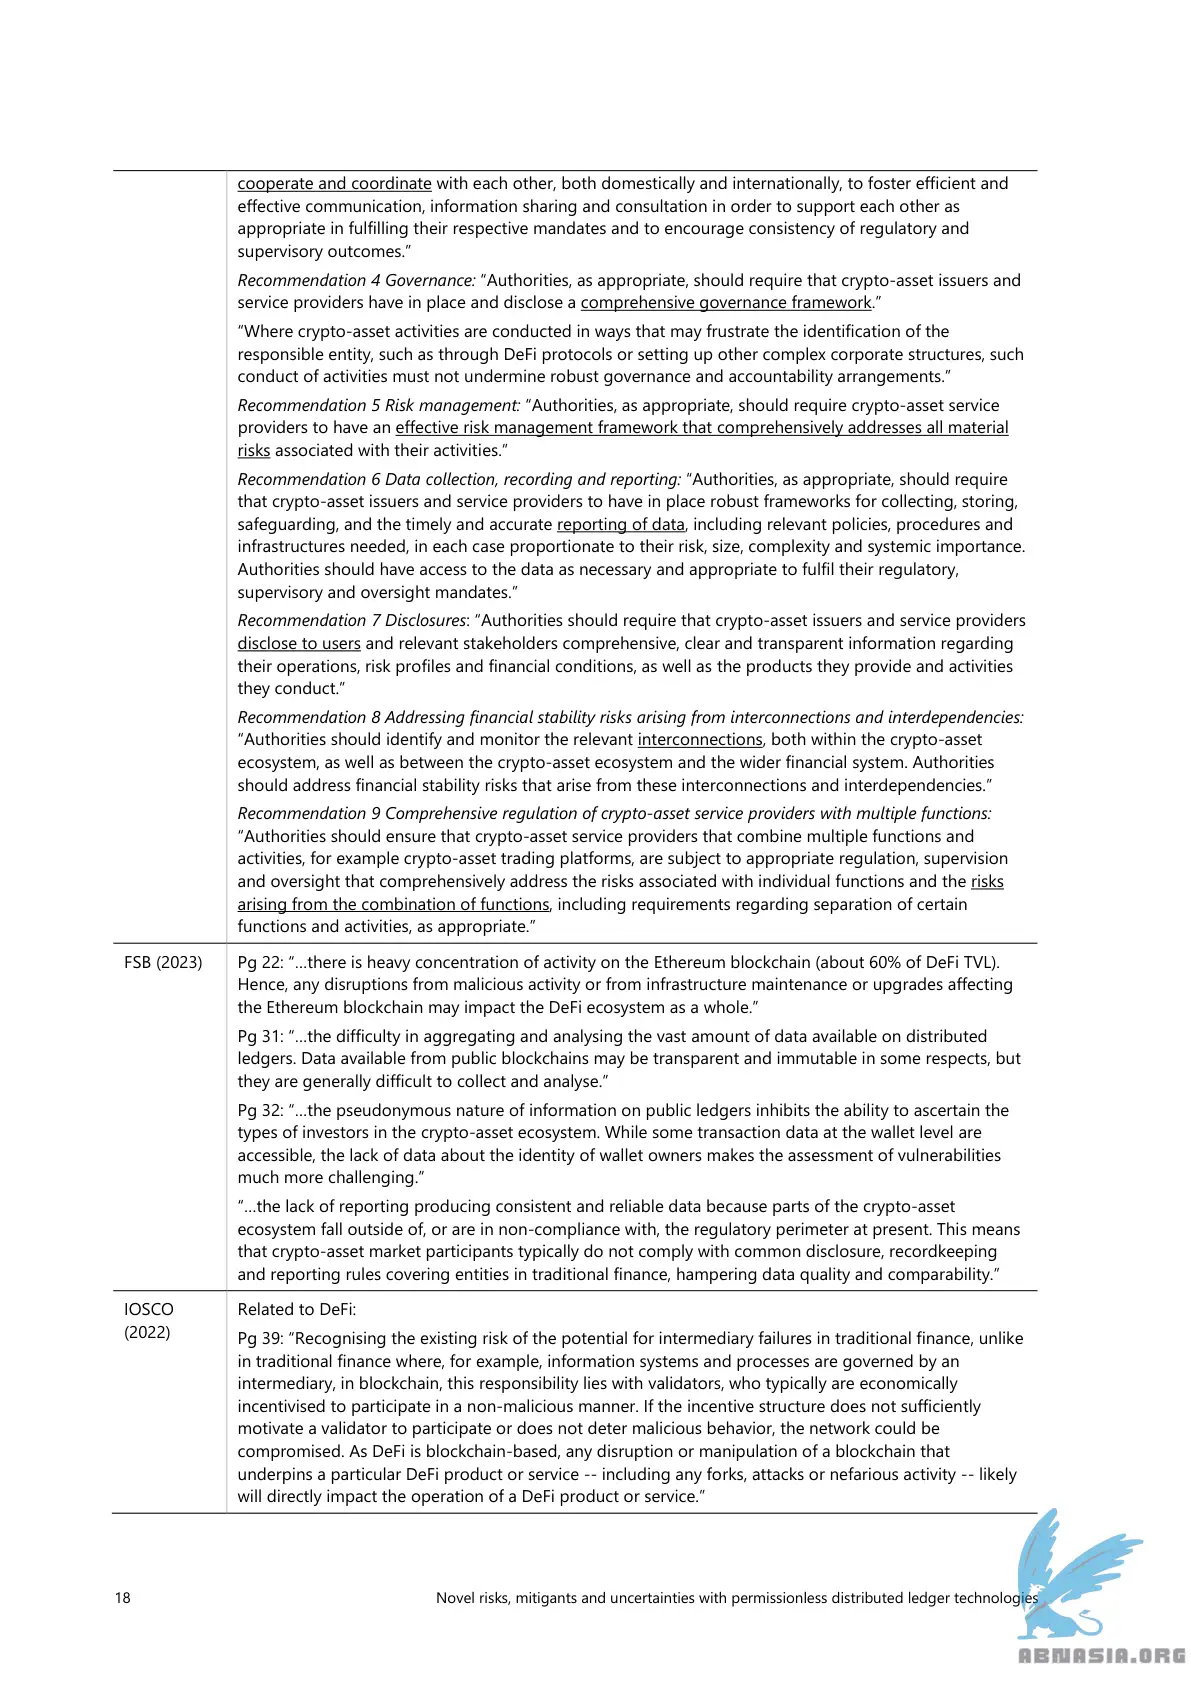 cooperate and coordinate with each other, both domestically and internationally, to foster efficient and
effective communication, information sharing and consultation in order to support each other as
appropriate in fulfilling their respective mandates and to encourage consistency of regulatory and
supervisory outcomes.”
Recommendation 4 Governance: “Authorities, as appropriate, should require that crypto-asset issuers and
service providers have in place and disclose a comprehensive governance framework.”
“Where crypto-asset activities are conducted in ways that may frustrate the identification of the
responsible entity, such as through DeFi protocols or setting up other complex corporate structures, such
conduct of activities must not undermine robust governance and accountability arrangements.”
Recommendation 5 Risk management: “Authorities, as appropriate, should require crypto-asset service
providers to have an effective risk management framework that comprehensively addresses all material
risks associated with their activities.”
Recommendation 6 Data collection, recording and reporting: “Authorities, as appropriate, should require
that crypto-asset issuers and service providers to have in place robust frameworks for collecting, storing,
safeguarding, and the timely and accurate reporting of data, including relevant policies, procedures and
infrastructures needed, in each case proportionate to their risk, size, complexity and systemic importance.
Authorities should have access to the data as necessary and appropriate to fulfil their regulatory,
supervisory and oversight mandates.”
Recommendation 7 Disclosures: “Authorities should require that crypto-asset issuers and service providers
disclose to users and relevant stakeholders comprehensive, clear and transparent information regarding
their operations, risk profiles and financial conditions, as well as the products they provide and activities
they conduct.”
Recommendation 8 Addressing financial stability risks arising from interconnections and interdependencies:
“Authorities should identify and monitor the relevant interconnections, both within the crypto-asset
ecosystem, as well as between the crypto-asset ecosystem and the wider financial system. Authorities
should address financial stability risks that arise from these interconnections and interdependencies.”
Recommendation 9 Comprehensive regulation of crypto-asset service providers with multiple functions:
“Authorities should ensure that crypto-asset service providers that combine multiple functions and
activities, for example crypto-asset trading platforms, are subject to appropriate regulation, supervision
and oversight that comprehensively address the risks associated with individual functions and the risks
arising from the combination of functions, including requirements regarding separation of certain
functions and activities, as appropriate.”
FSB (2023)
Pg 22: “…there is heavy concentration of activity on the Ethereum blockchain (about 60% of DeFi TVL).
Hence, any disruptions from malicious activity or from infrastructure maintenance or upgrades affecting
the Ethereum blockchain may impact the DeFi ecosystem as a whole.”
Pg 31: “…the difficulty in aggregating and analysing the vast amount of data available on distributed
ledgers. Data available from public blockchains may be transparent and immutable in some respects, but
they are generally difficult to collect and analyse.”
Pg 32: “…the pseudonymous nature of information on public ledgers inhibits the ability to ascertain the
types of investors in the crypto-asset ecosystem. While some transaction data at the wallet level are
accessible, the lack of data about the identity of wallet owners makes the assessment of vulnerabilities
much more challenging.”
“…the lack of reporting producing consistent and reliable data because parts of the crypto-asset
ecosystem fall outside of, or are in non-compliance with, the regulatory perimeter at present. This means
that crypto-asset market participants typically do not comply with common disclosure, recordkeeping
and reporting rules covering entities in traditional finance, hampering data quality and comparability.”
IOSCO
(2022)
Related to DeFi:
Pg 39: “Recognising the existing risk of the potential for intermediary failures in traditional finance, unlike
in traditional finance where, for example, information systems and processes are governed by an
intermediary, in blockchain, this responsibility lies with validators, who typically are economically
incentivised to participate in a non-malicious manner. If the incentive structure does not sufficiently
motivate a validator to participate or does not deter malicious behavior, the network could be
compromised. As DeFi is blockchain-based, any disruption or manipulation of a blockchain that
underpins a particular DeFi product or service -- including any forks, attacks or nefarious activity -- likely
will directly impact the operation of a DeFi product or service.”
18
Novel risks, mitigants and uncertainties with permissionless distributed ledger technologies
ABNASIA.ORG